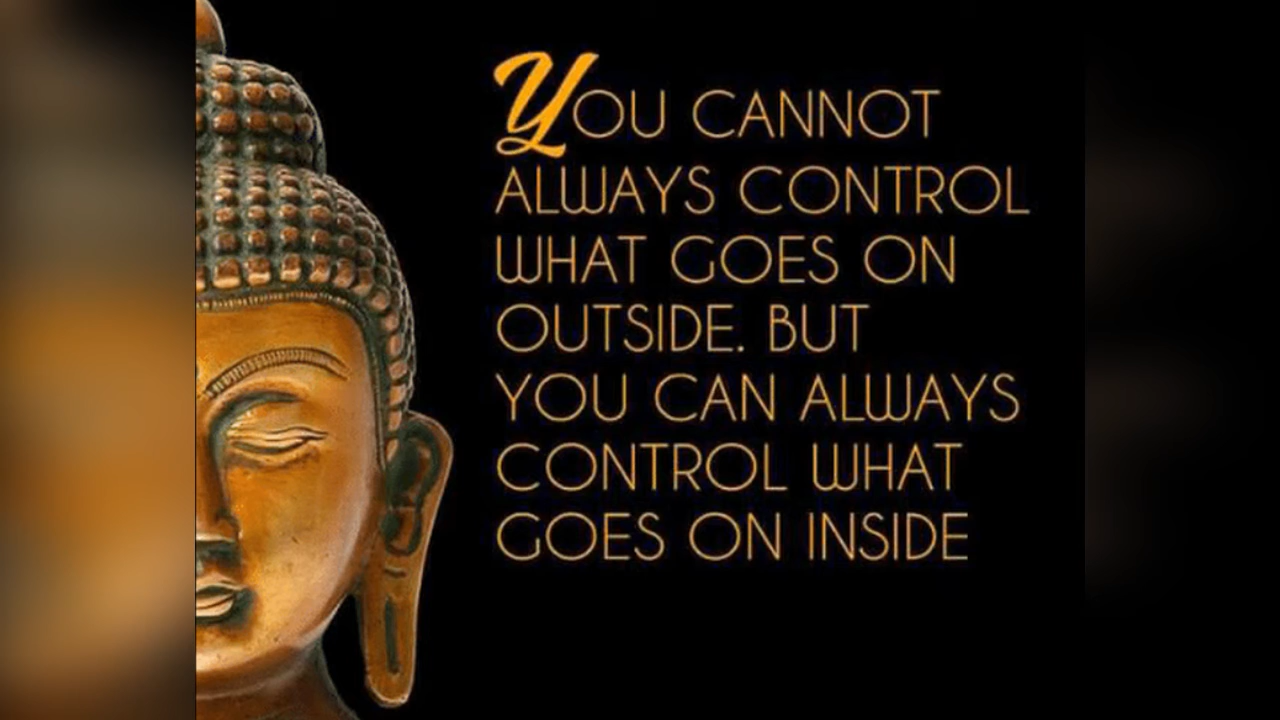 YOU CANNOT
ALWAYS CONTROL
WHAT GOES ON
OUTSIDE. BUT
YOU CAN ALWAYS
CONTROL WHAT
GOES ON INSIDE